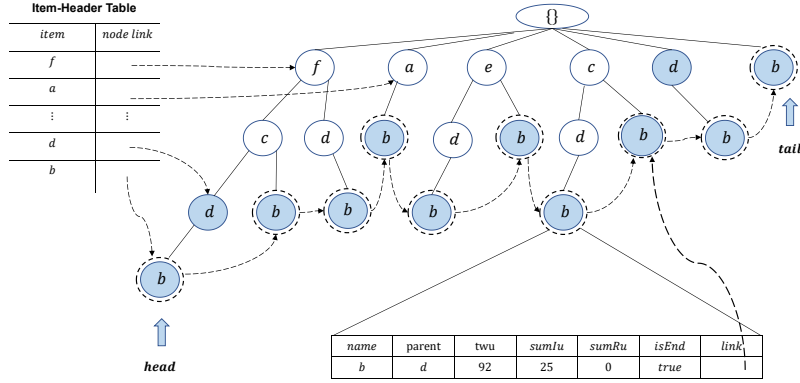 Item-Header Table
item node link
f
a
⋮ ⋮
d
b
{}
f a e c d b
c d b d b d b b
d b b b b
b
head
tail
name parent twu sumIu sumRu isEnd link
b d 92 25 0 true